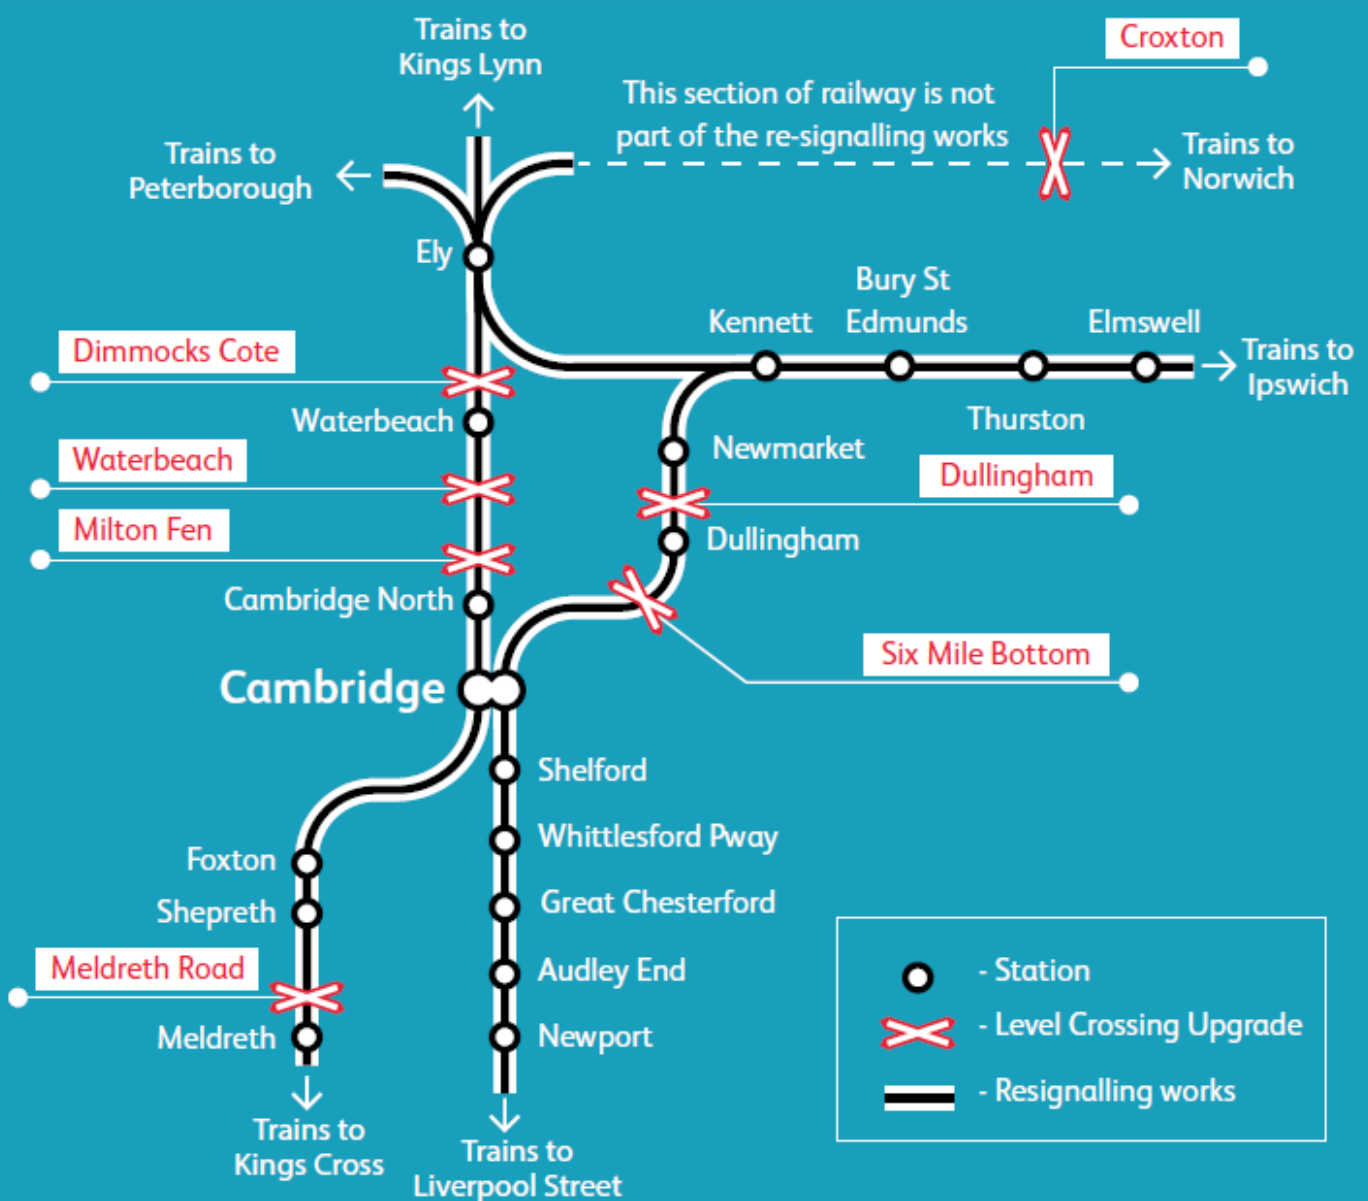 Trains to
Kings Lynn
Croxton
This section of railway is not
part of the re-signalling works
Trains to
Peterborough
Trains to
Norwich
Ely
Bury St
Edmunds
Kennett
Elmswell
Trains to
Ipswich
Dimmocks Cote
Waterbeach
Thurston
Newmarket
Waterbeach
Dullingham
Milton Fen
Dullingham
Cambridge North
Six Mile Bottom
Cambridge
Shelford
Whittlesford Pway
Foxton
Great Chesterford
Shepreth
Meldreth Road
Audley End
Meldreth
Newport
- Station
- Level Crossing Upgrade
- Resignalling works
Trains to
Kings Cross
Trains to
Liverpool Street